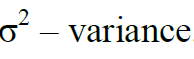 σ² – variance